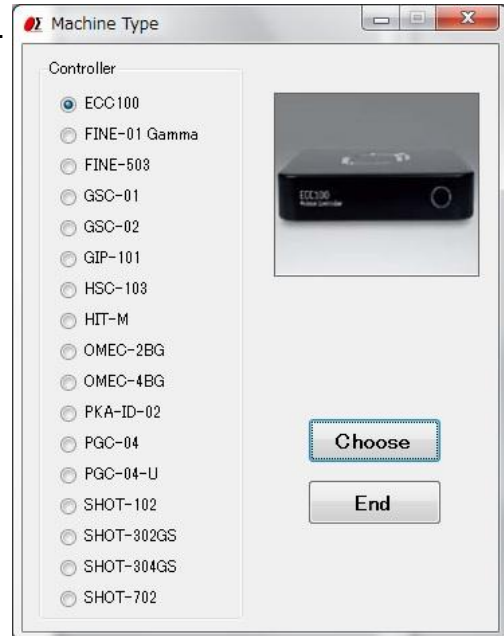 Machine Type
Controller
ECC100
FINE-01 Gamma
FINE-503
GSC-01
GSC-02
GIP-101
HSC-103
HIT-M
OMEC-2BG
OMEC-4BG
PKA-ID-02
PGC-04
PGC-04-U
SHOT-102
SHOT-302GS
SHOT-304GS
SHOT-702
ECC100
Choose
End